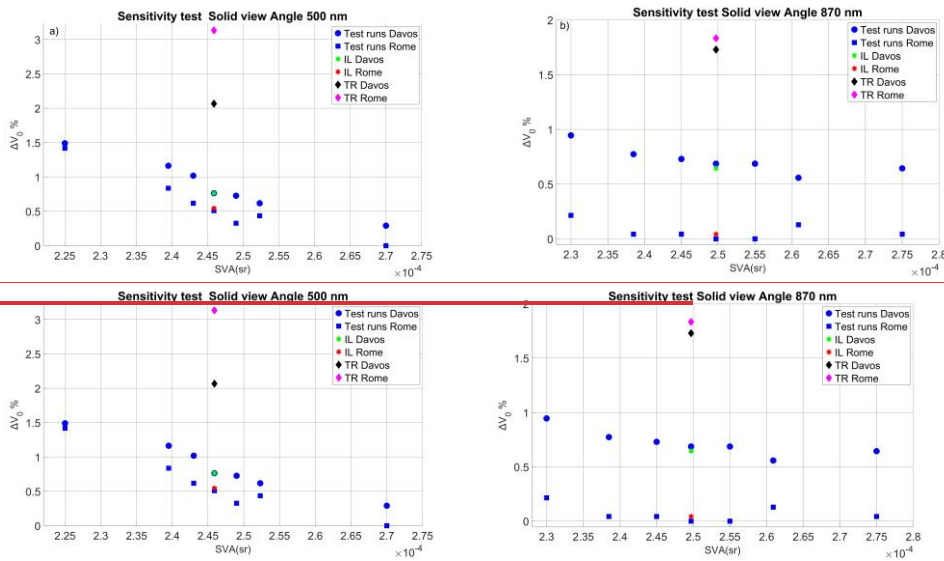 Sensitivity test Solid view Angle 500 nm
a)
Test runs Davos
Test runs Rome
IL Davos
IL Rome
TR Davos
TR Rome
3
2.5
2
1.5
1
0.5
0
ΔV₀ %
2.25 2.3 2.35 2.4 2.45 2.5 2.55 2.6 2.65 2.7 2.75
SVA(sr)
×10⁻⁴
Sensitivity test Solid view Angle 870 nm
b)
Test runs Davos
Test runs Rome
IL Davos
IL Rome
TR Davos
TR Rome
2
1.5
1
0.5
0
ΔV₀ %
2.3 2.35 2.4 2.45 2.5 2.55 2.6 2.65 2.7 2.75 2.8
SVA(sr)
×10⁻⁴
Sensitivity test Solid view Angle 500 nm
Test runs Davos
Test runs Rome
IL Davos
IL Rome
TR Davos
TR Rome
3
2.5
2
1.5
1
0.5
0
ΔV₀ %
2.25 2.3 2.35 2.4 2.45 2.5 2.55 2.6 2.65 2.7 2.75
SVA(sr)
×10⁻⁴
Sensitivity test Solid view Angle 870 nm
Test runs Davos
Test runs Rome
IL Davos
IL Rome
TR Davos
TR Rome
2
1.5
1
0.5
0
ΔV₀ %
2.3 2.35 2.4 2.45 2.5 2.55 2.6 2.65 2.7 2.75 2.8
SVA(sr)
×10⁻⁴